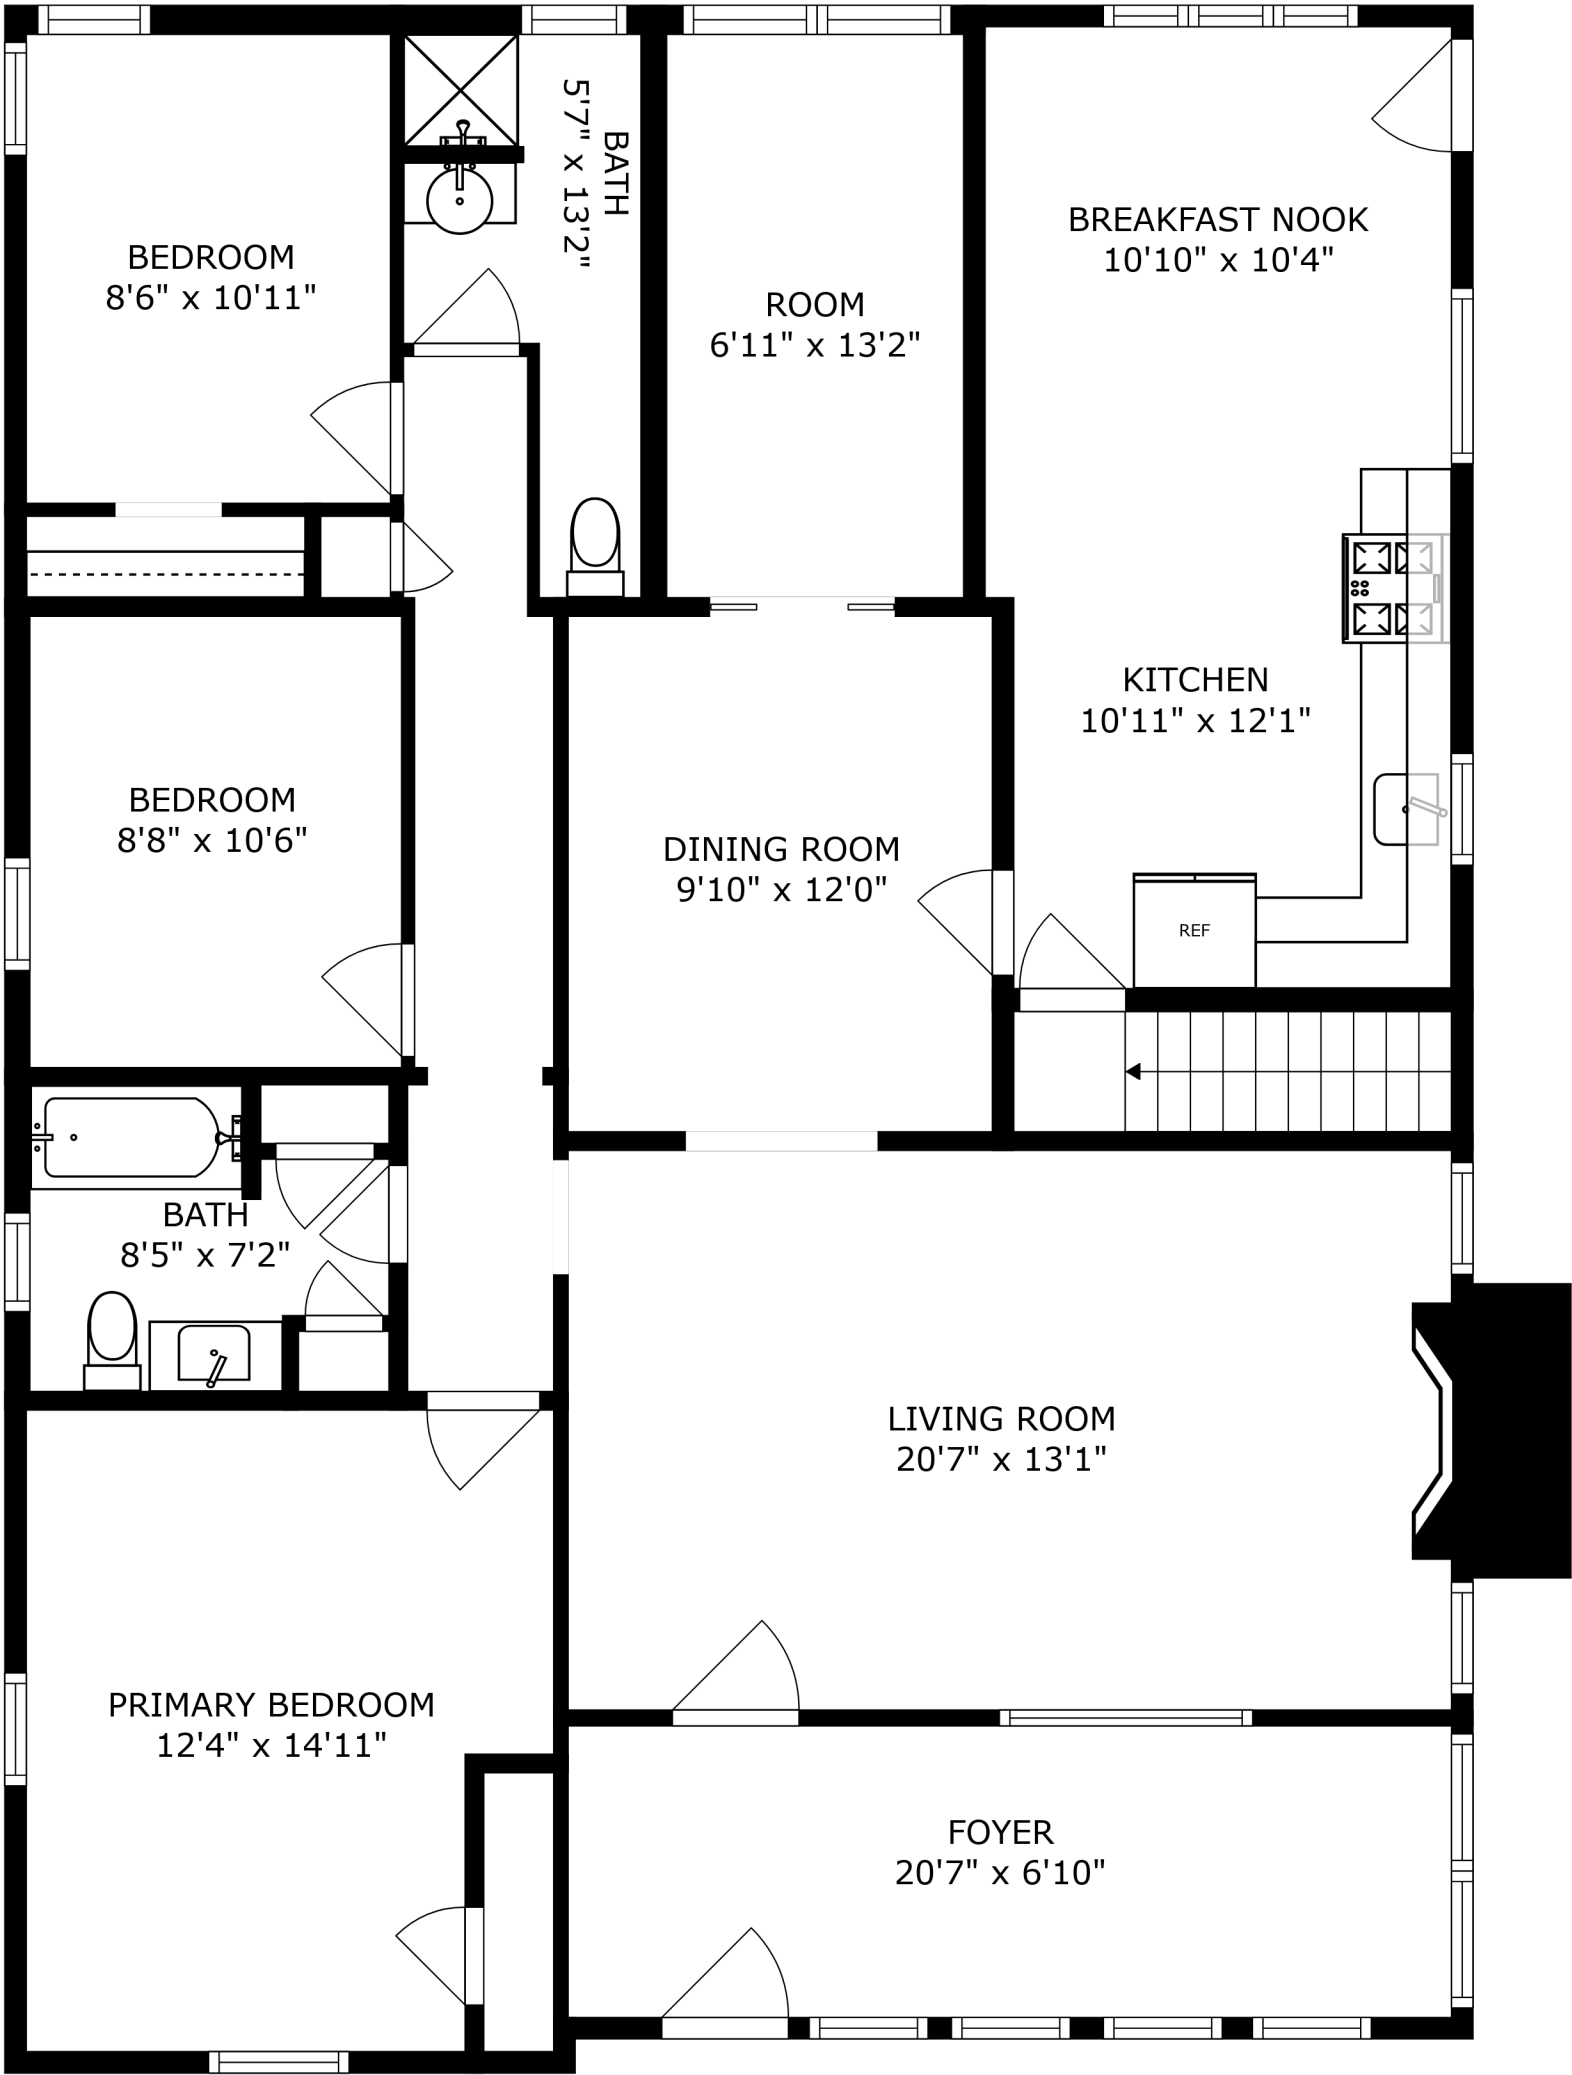 BEDROOM
8'6" x 10'11"
BATH
5'7" x 13'2"
ROOM
6'11" x 13'2"
BREAKFAST NOOK
10'10" x 10'4"
KITCHEN
10'11" x 12'1"
BEDROOM
8'8" x 10'6"
DINING ROOM
9'10" x 12'0"
REF
BATH
8'5" x 7'2"
LIVING ROOM
20'7" x 13'1"
PRIMARY BEDROOM
12'4" x 14'11"
FOYER
20'7" x 6'10"